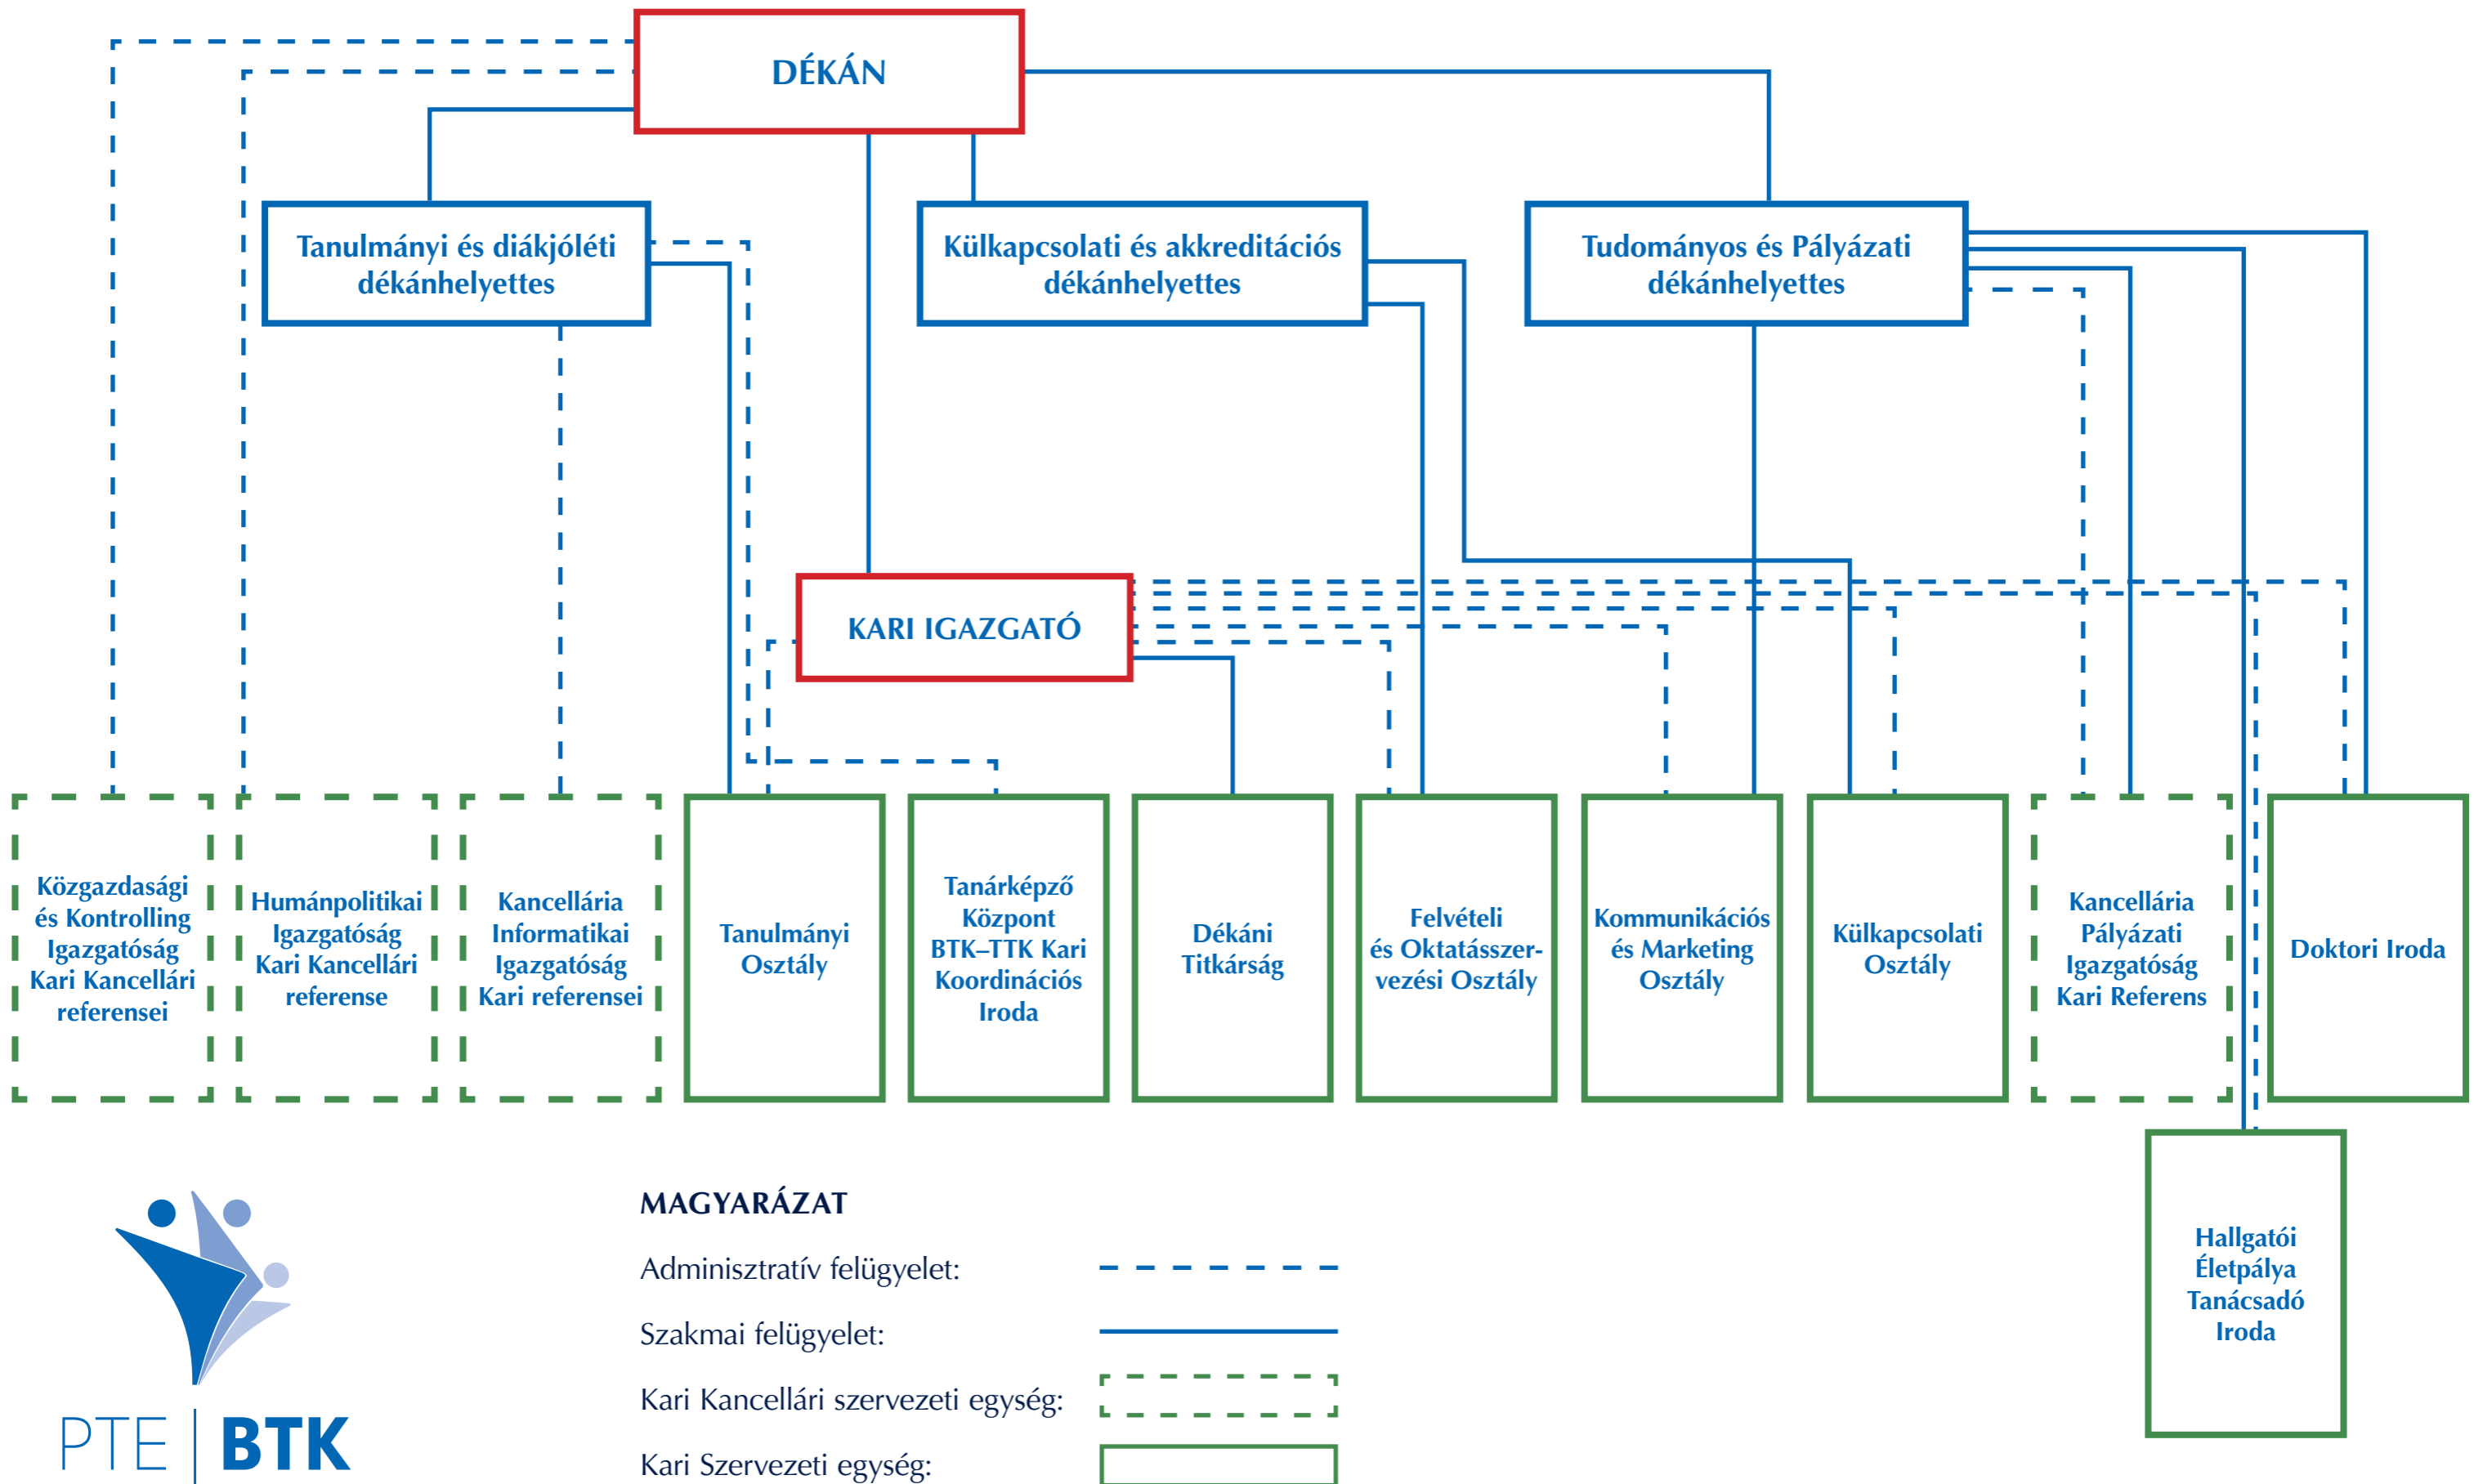 DÉKÁN
Tanulmányi és diákjóléti
dékánhelyettes
Külkapcsolati és akkreditációs
dékánhelyettes
Tudományos és Pályázati
dékánhelyettes
KARI IGAZGATÓ
Közgazdasági
és Kontrolling
Igazgatóság
Kari Kancellári
referensei
Humánpolitikai
Igazgatóság
Kari Kancellári
referense
Kancellária
Informatikai
Igazgatóság
Kari referensei
Tanulmányi
Osztály
Tanárképző
Központ
BTK–TTK Kari
Koordinációs
Iroda
Dékáni
Titkárság
Felvételi
és Oktatásszer-
vezési Osztály
Kommunikációs
és Marketing
Osztály
Külkapcsolati
Osztály
Kancellária
Pályázati
Igazgatóság
Kari Referens
Doktori Iroda
Hallgatói
Életpálya
Tanácsadó
Iroda
MAGYARÁZAT
Adminisztratív felügyelet:
Szakmai felügyelet:
Kari Kancellári szervezeti egység:
Kari Szervezeti egység:
PTE | BTK